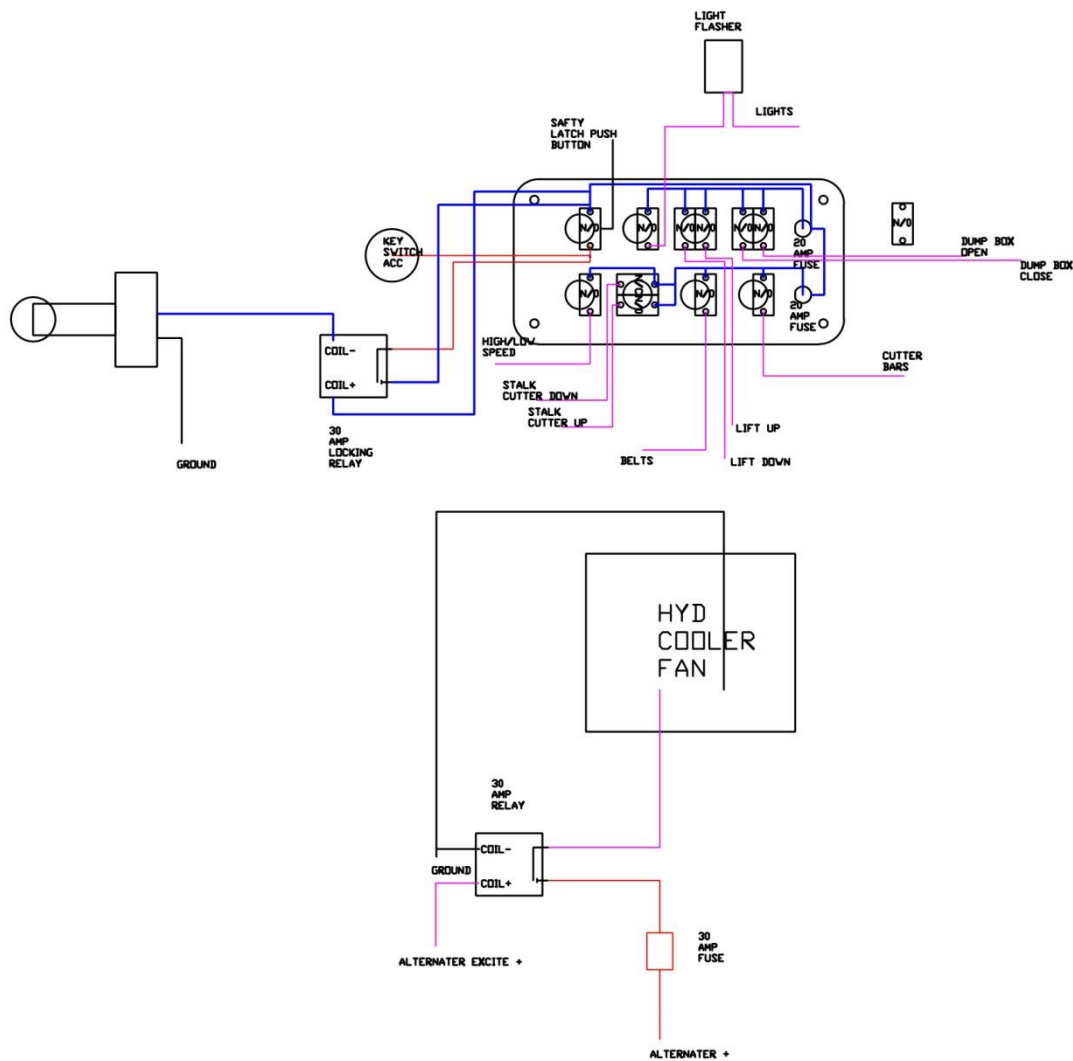 LIGHT
FLASHER
LIGHTS
SAFTY
LATCH PUSH
BUTTON
KEY
SWITCH
ACC
N/O
N/O
N/O
N/O
N/O
N/O
N/O
20
AMP
FUSE
DUMP BOX
OPEN
DUMP BOX
CLOSE
N/O
N/O
N/O
N/O
N/O
20
AMP
FUSE
COIL-
COIL+
HIGH/LOW
SPEED
CUTTER
BARS
STALK
CUTTER DOWN
STALK
CUTTER UP
LIFT UP
30
AMP
LOCKING
RELAY
GROUND
BELTS
LIFT DOWN
HYD
COOLER
FAN
30
AMP
RELAY
COIL-
GROUND
COIL+
ALTERNATER EXCITE +
30
AMP
FUSE
ALTERNATER +